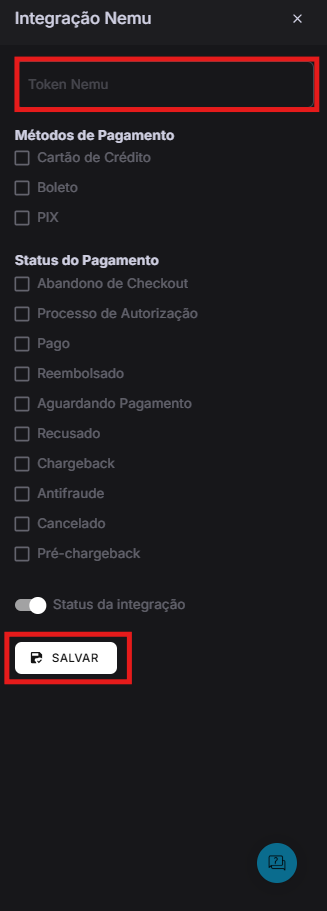 Integração Nemu
Token Nemu
Métodos de Pagamento
Cartão de Crédito
Boleto
PIX
Status do Pagamento
Abandono de Checkout
Processo de Autorização
Pago
Reembolsado
Aguardando Pagamento
Recusado
Chargeback
Antifraude
Cancelado
Pré-chargeback
Status da integração
SALVAR